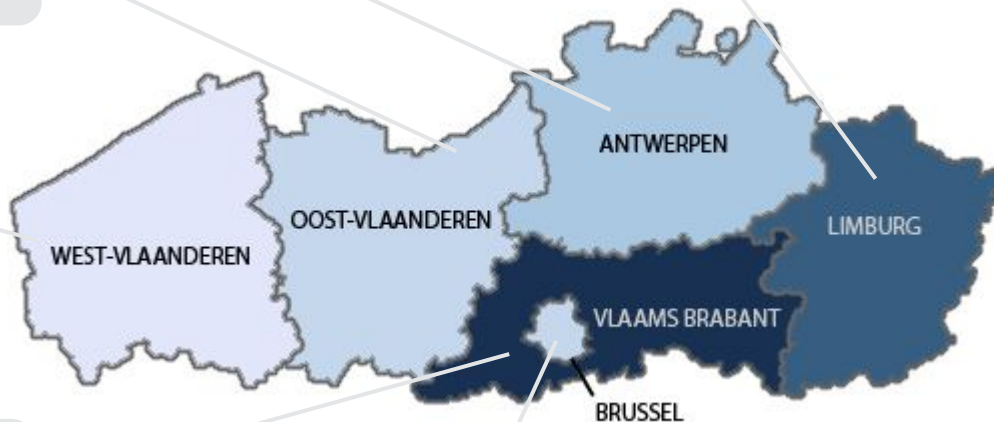 ANTWERPEN
OOST-VLAANDEREN
LIMBURG
WEST-VLAANDEREN
VLAAMS BRABANT
BRUSSEL